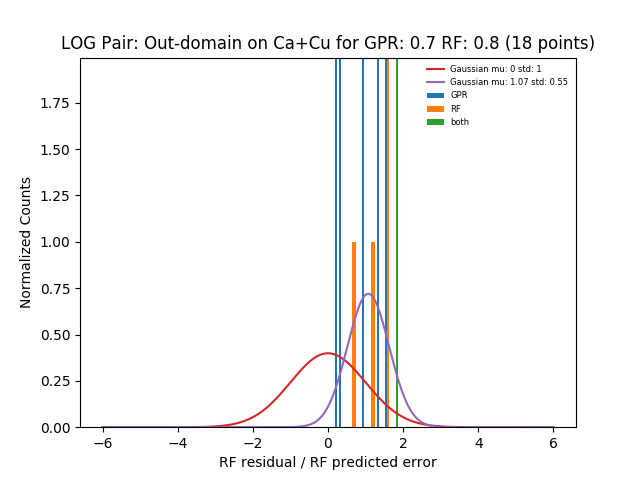 LOG Pair: Out-domain on Ca+Cu for GPR: 0.7 RF: 0.8 (18 points)
Gaussian mu: 0 std: 1
Gaussian mu: 1.07 std: 0.55
GPR
RF
both
Normalized Counts
1.75
1.50
1.25
1.00
0.75
0.50
0.25
0.00
−6
−4
−2
0
2
4
6
RF residual / RF predicted error